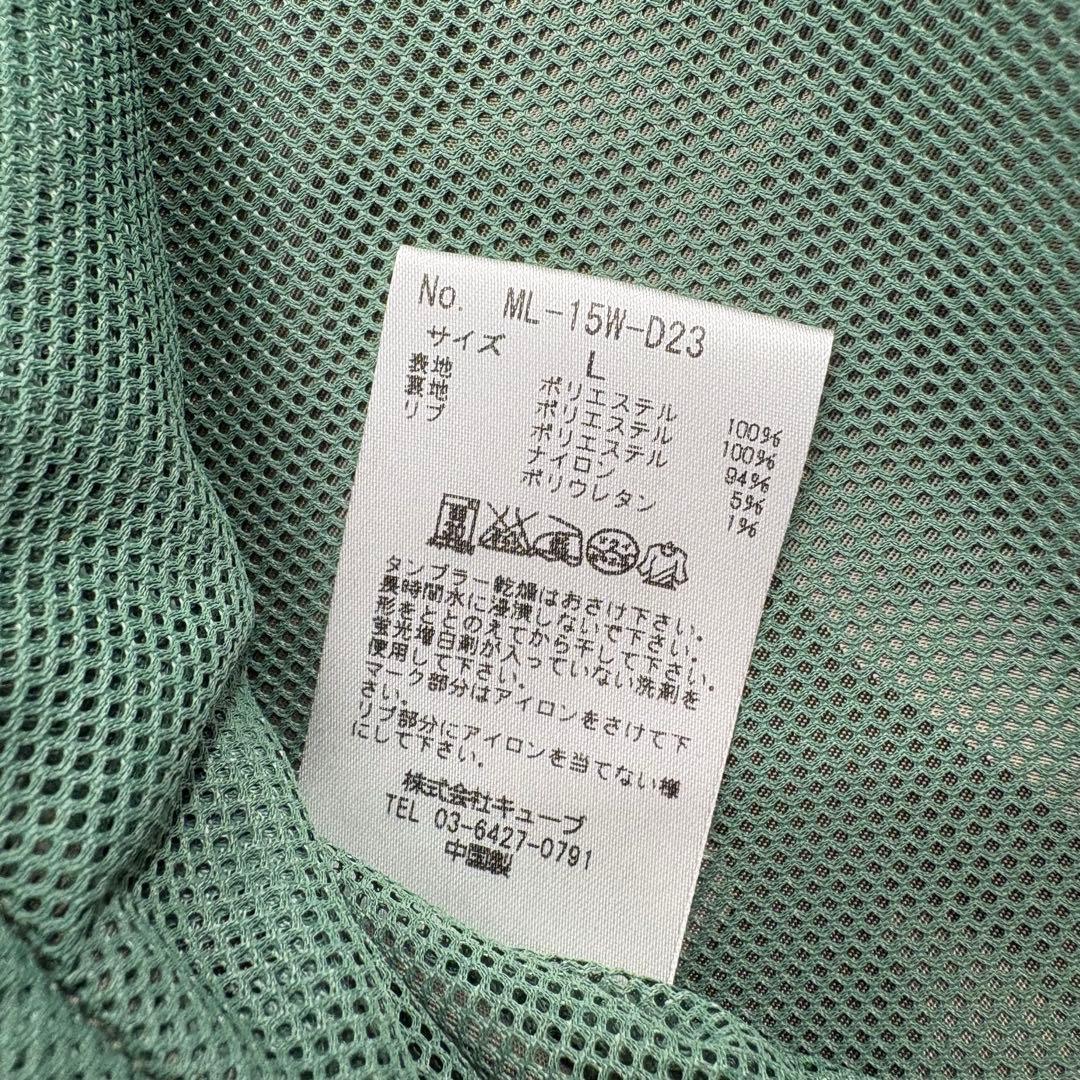 No. ML-15W-D23
サイズ L
表地 ポリエステル 100%
裏地 ポリエステル 100%
リブ ポリエステル 94%
ナイロン 5%
ポリウレタン 1%
タンブラー乾燥はおさけ下さい。
長時間水に浸漬しないで下さい。
形をととのえてから干して下さい。
蛍光増白剤が入っていない洗剤を
使用して下さい。
マーク部分はアイロンをさけて下
さい。
リブ部分にアイロンを当てない様
にして下さい。
株式会社キューブ
TEL 03-6427-0791
中国製